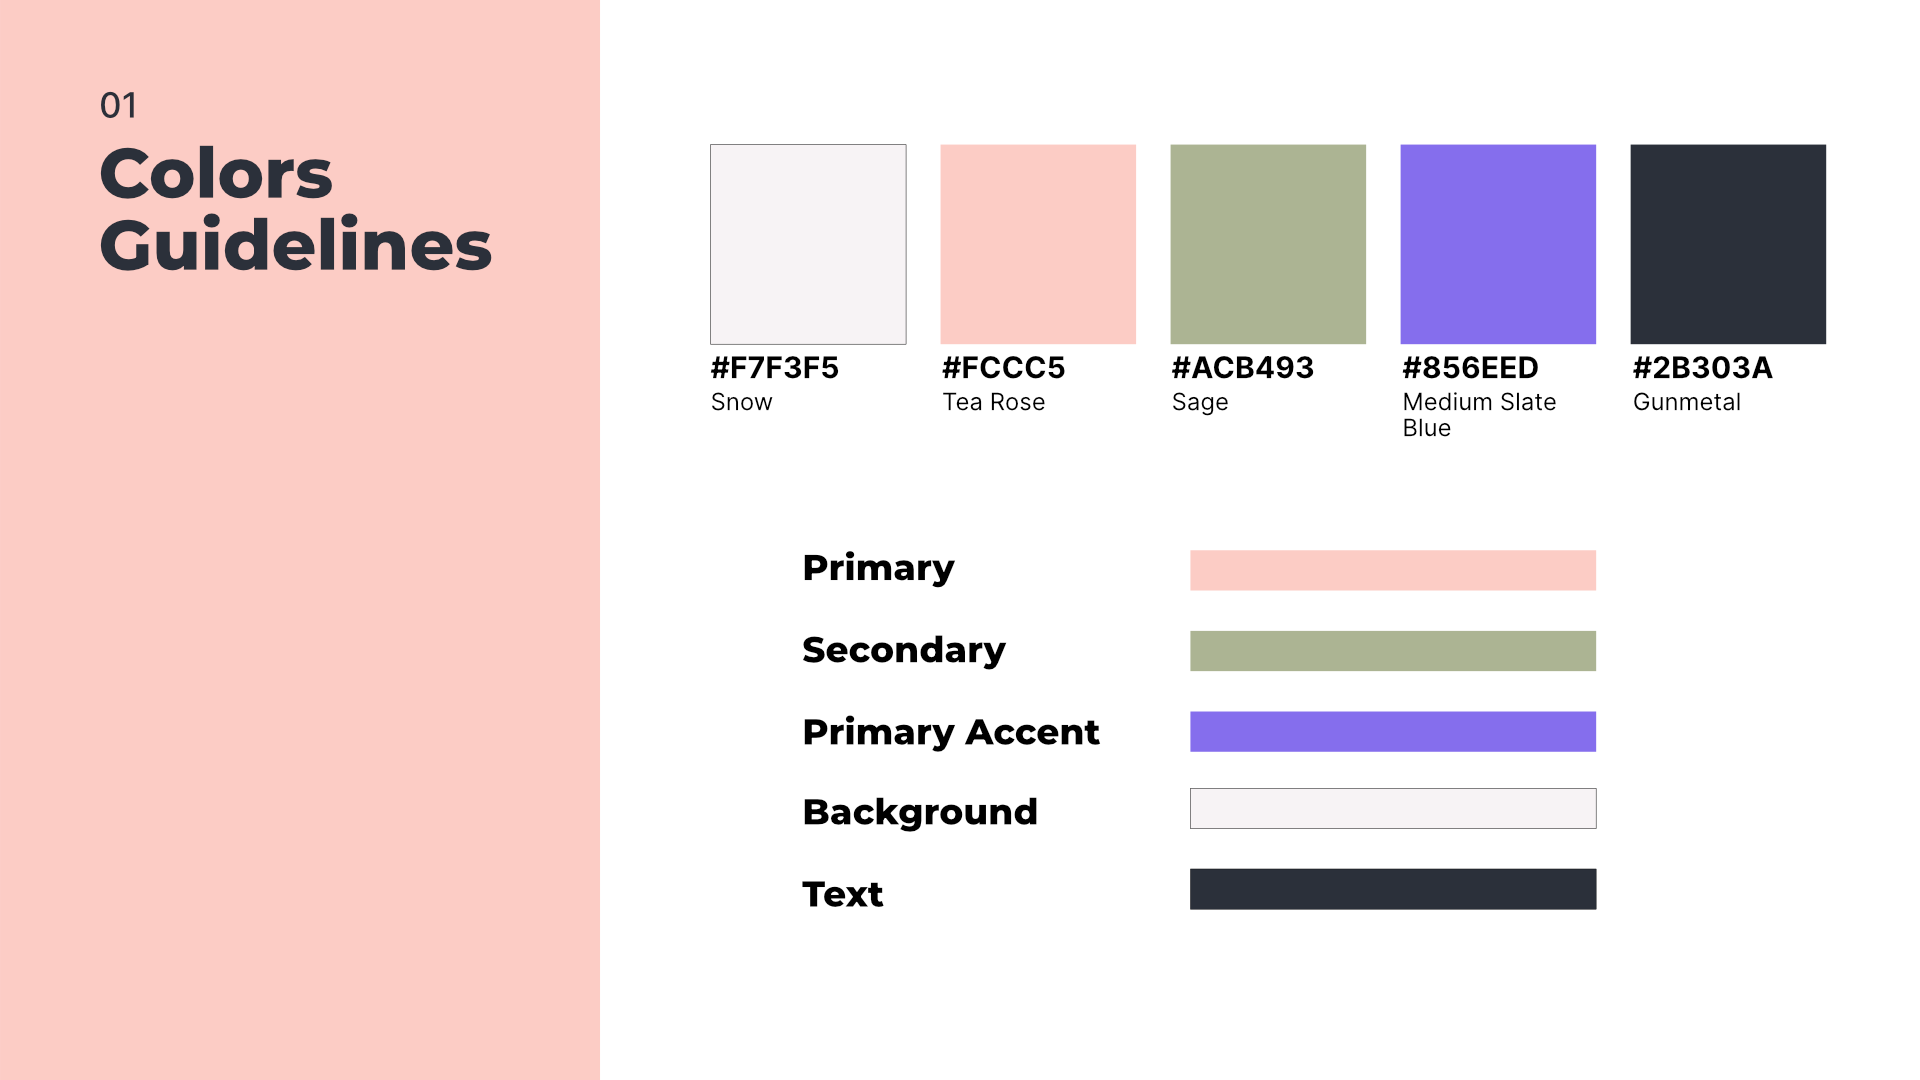 01
Colors
Guidelines
#F7F3F5
Snow
#FCCC5
Tea Rose
#ACB493
Sage
#856EED
Medium Slate
Blue
#2B303A
Gunmetal
Primary
Secondary
Primary Accent
Background
Text